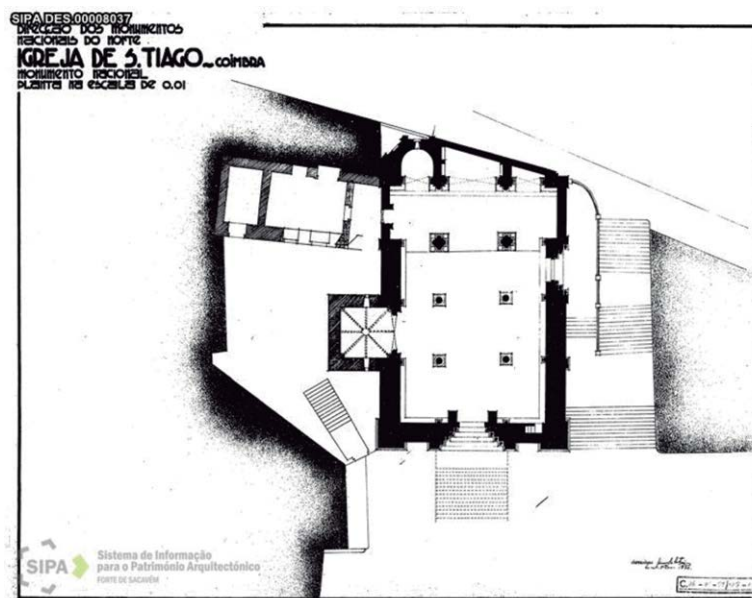 SIPA DES.00008037
DIRECÇÃO DOS MONUMENTOS
NACIONAIS DO NORTE
IGREJA DE S. TIAGO~COIMBRA
MONUMENTO NACIONAL
PLANTA NA ESCALA DE 0.01
SIPA
Sistema de Informação
para o Património Arquitectónico
FORTE DE SACAVÉM